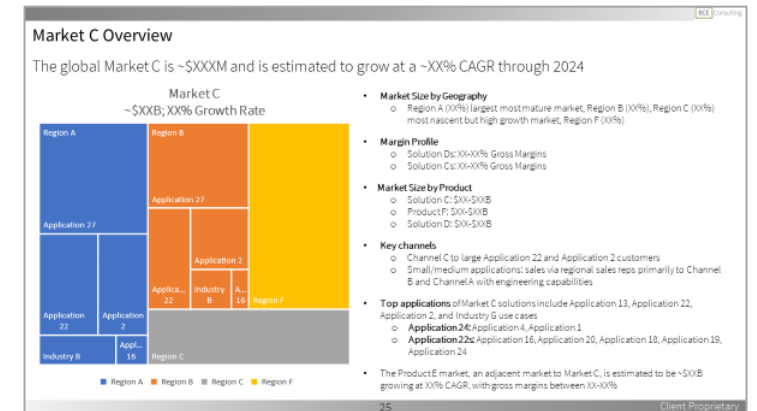 BCE Consulting
Market C Overview
The global Market C is ~$XXXM and is estimated to grow at a ~XX% CAGR through 2024
Market C
~$XXB; XX% Growth Rate
Region A
Application 27
Application 22
Application 2
Industry B
Appl... 16
Region B
Application 27
Applica... 22
Application 2
Industry B
A... 16
Region F
Region C
Region A Region B Region C Region F
• Market Size by Geography
o Region A (XX%) largest most mature market, Region B (XX%), Region C (XX%)
most nascent but high growth market, Region F (XX%)
• Margin Profile
o Solution Ds: XX-XX% Gross Margins
o Solution Cs: XX-XX% Gross Margins
• Market Size by Product
o Solution C: $XX-$XXB
o Product F: $XX-$XXB
o Solution D: $XX-$XXB
• Key channels
o Channel C to large Application 22 and Application 2 customers
o Small/medium applications: sales via regional sales reps primarily to Channel
B and Channel A with engineering capabilities
• Top applications of Market C solutions include Application 13, Application 22,
Application 2, and Industry G use cases
o Application 24: Application 4, Application 1
o Application 22s: Application 16, Application 20, Application 18, Application 19,
Application 24
• The Product E market, an adjacent market to Market C, is estimated to be ~$XXB
growing at XX% CAGR, with gross margins between XX-XX%
25
Client Proprietary